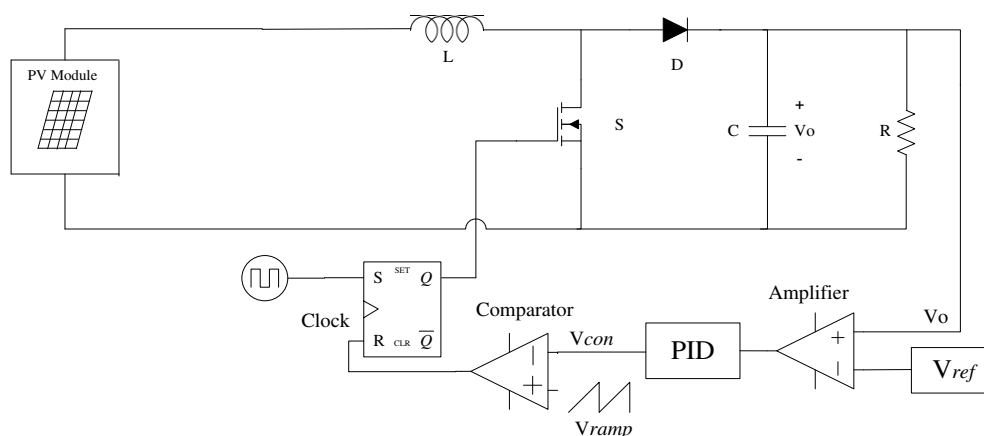 L
PV Module
D
S
C
+
Vo
-
R
S
SET
Q
Clock
R
CLR
Q
Comparator
Vcon
PID
Amplifier
Vo
+
-
Vref
-
+
Vramp